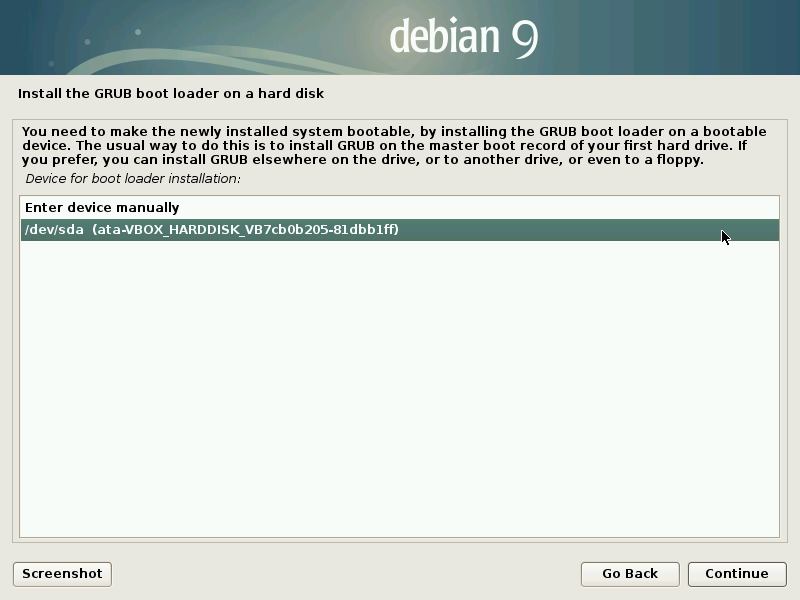 debian 9
Install the GRUB boot loader on a hard disk
You need to make the newly installed system bootable, by installing the GRUB boot loader on a bootable
device. The usual way to do this is to install GRUB on the master boot record of your first hard drive. If
you prefer, you can install GRUB elsewhere on the drive, or to another drive, or even to a floppy.
Device for boot loader installation:
Enter device manually
/dev/sda  (ata-VBOX_HARDDISK_VB7cb0b205-81dbb1ff)
Screenshot
Go Back
Continue